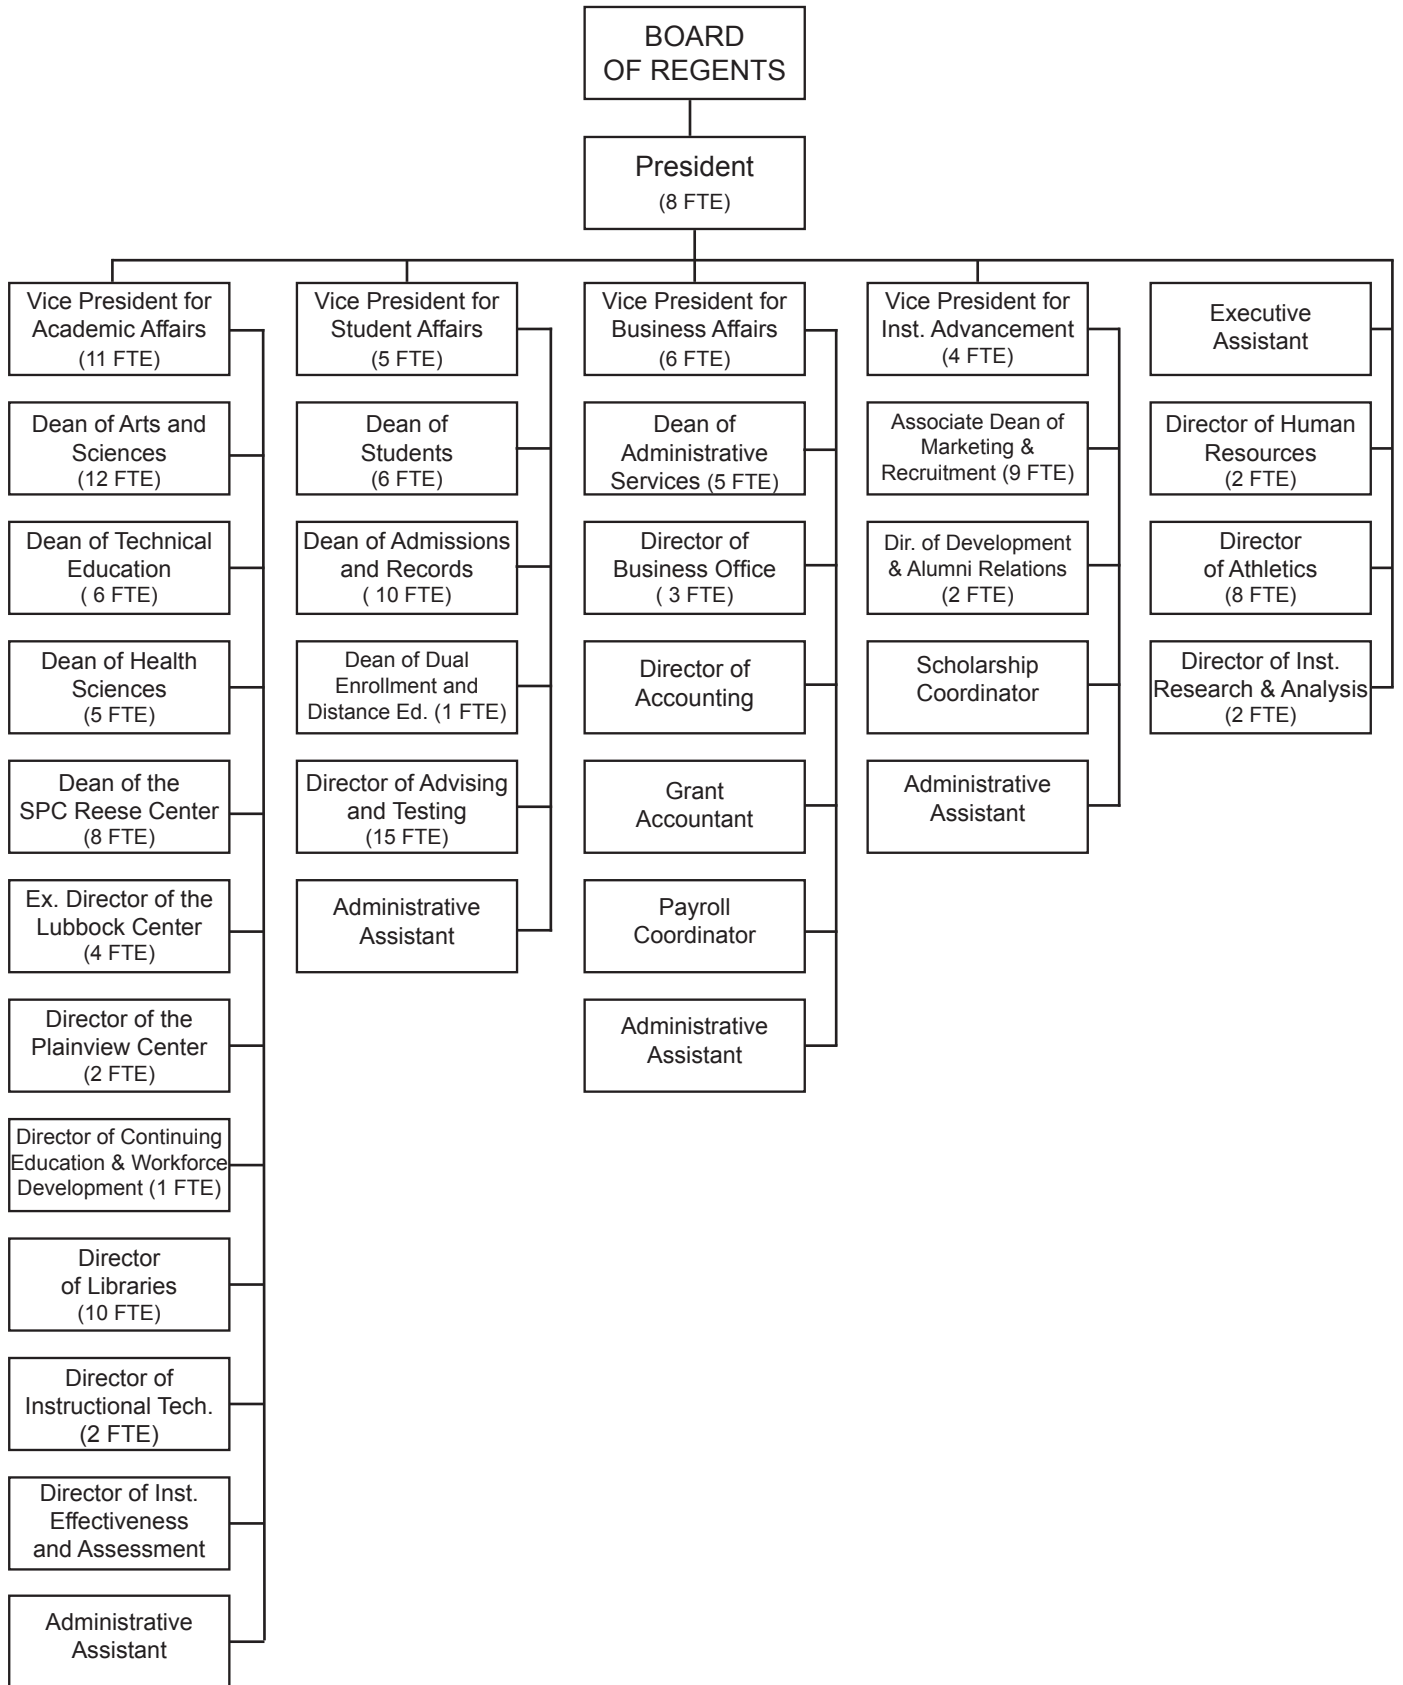 BOARD
OF REGENTS
President
(8 FTE)
Vice President for
Academic Affairs
(11 FTE)
Dean of Arts and
Sciences
(12 FTE)
Dean of Technical
Education
( 6 FTE)
Dean of Health
Sciences
(5 FTE)
Dean of the
SPC Reese Center
(8 FTE)
Ex. Director of the
Lubbock Center
(4 FTE)
Director of the
Plainview Center
(2 FTE)
Director of Continuing
Education & Workforce
Development (1 FTE)
Director
of Libraries
(10 FTE)
Director of
Instructional Tech.
(2 FTE)
Director of Inst.
Effectiveness
and Assessment
Administrative
Assistant
Vice President for
Student Affairs
(5 FTE)
Dean of
Students
(6 FTE)
Dean of Admissions
and Records
( 10 FTE)
Dean of Dual
Enrollment and
Distance Ed. (1 FTE)
Director of Advising
and Testing
(15 FTE)
Administrative
Assistant
Vice President for
Business Affairs
(6 FTE)
Dean of
Administrative
Services (5 FTE)
Director of
Business Office
( 3 FTE)
Director of
Accounting
Grant
Accountant
Payroll
Coordinator
Administrative
Assistant
Vice President for
Inst. Advancement
(4 FTE)
Associate Dean of
Marketing &
Recruitment (9 FTE)
Dir. of Development
& Alumni Relations
(2 FTE)
Scholarship
Coordinator
Administrative
Assistant
Executive
Assistant
Director of Human
Resources
(2 FTE)
Director
of Athletics
(8 FTE)
Director of Inst.
Research & Analysis
(2 FTE)